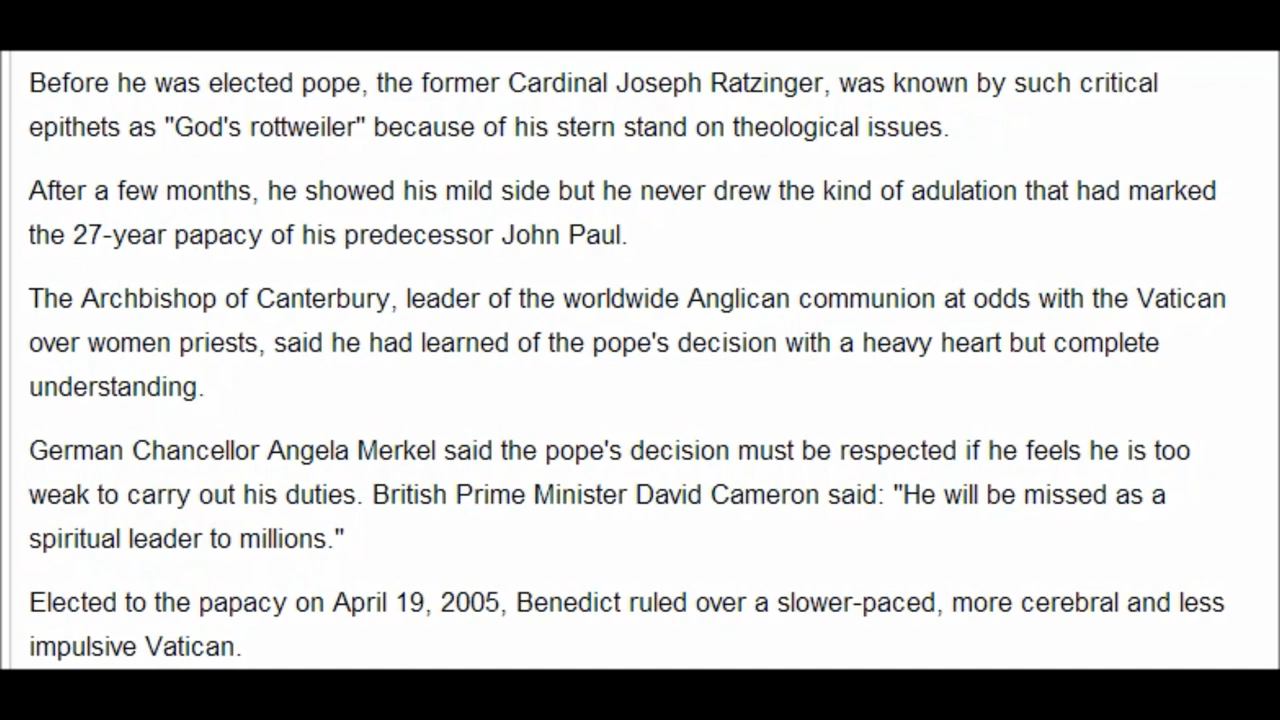 Before he was elected pope, the former Cardinal Joseph Ratzinger, was known by such critical
epithets as "God's rottweiler" because of his stern stand on theological issues.
After a few months, he showed his mild side but he never drew the kind of adulation that had marked
the 27-year papacy of his predecessor John Paul.
The Archbishop of Canterbury, leader of the worldwide Anglican communion at odds with the Vatican
over women priests, said he had learned of the pope's decision with a heavy heart but complete
understanding.
German Chancellor Angela Merkel said the pope's decision must be respected if he feels he is too
weak to carry out his duties. British Prime Minister David Cameron said: "He will be missed as a
spiritual leader to millions."
Elected to the papacy on April 19, 2005, Benedict ruled over a slower-paced, more cerebral and less
impulsive Vatican.